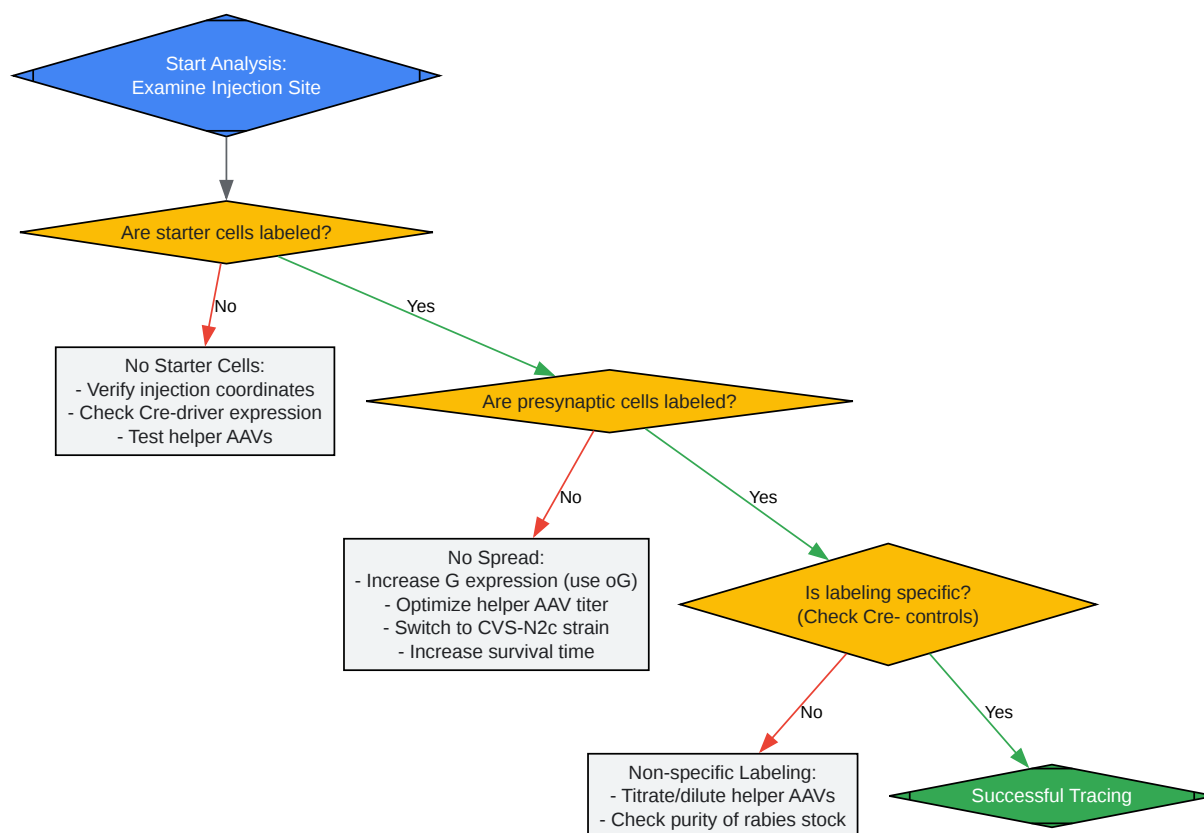 Start Analysis:
Examine Injection Site
Are starter cells labeled?
No
Yes
No Starter Cells:
- Verify injection coordinates
- Check Cre-driver expression
- Test helper AAVs
Are presynaptic cells labeled?
No
Yes
No Spread:
- Increase G expression (use oG)
- Optimize helper AAV titer
- Switch to CVS-N2c strain
- Increase survival time
Is labeling specific?
(Check Cre- controls)
No
Yes
Non-specific Labeling:
- Titrate/dilute helper AAVs
- Check purity of rabies stock
Successful Tracing